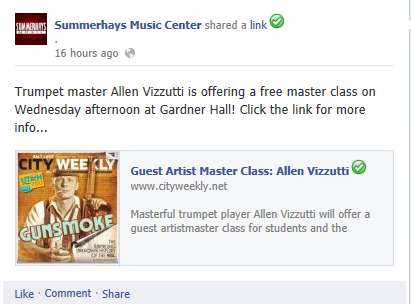 SUMMERHAYS
MUSIC
Summerhays Music Center shared a link
.
16 hours ago
Trumpet master Allen Vizzutti is offering a free master class on
Wednesday afternoon at Gardner Hall! Click the link for more
info...
CITY WEEKLY
GUNSMOKE
Guest Artist Master Class: Allen Vizzutti
www.cityweekly.net
Masterful trumpet player Allen Vizzutti will offer a
guest artistmaster class for students and the
Like · Comment · Share